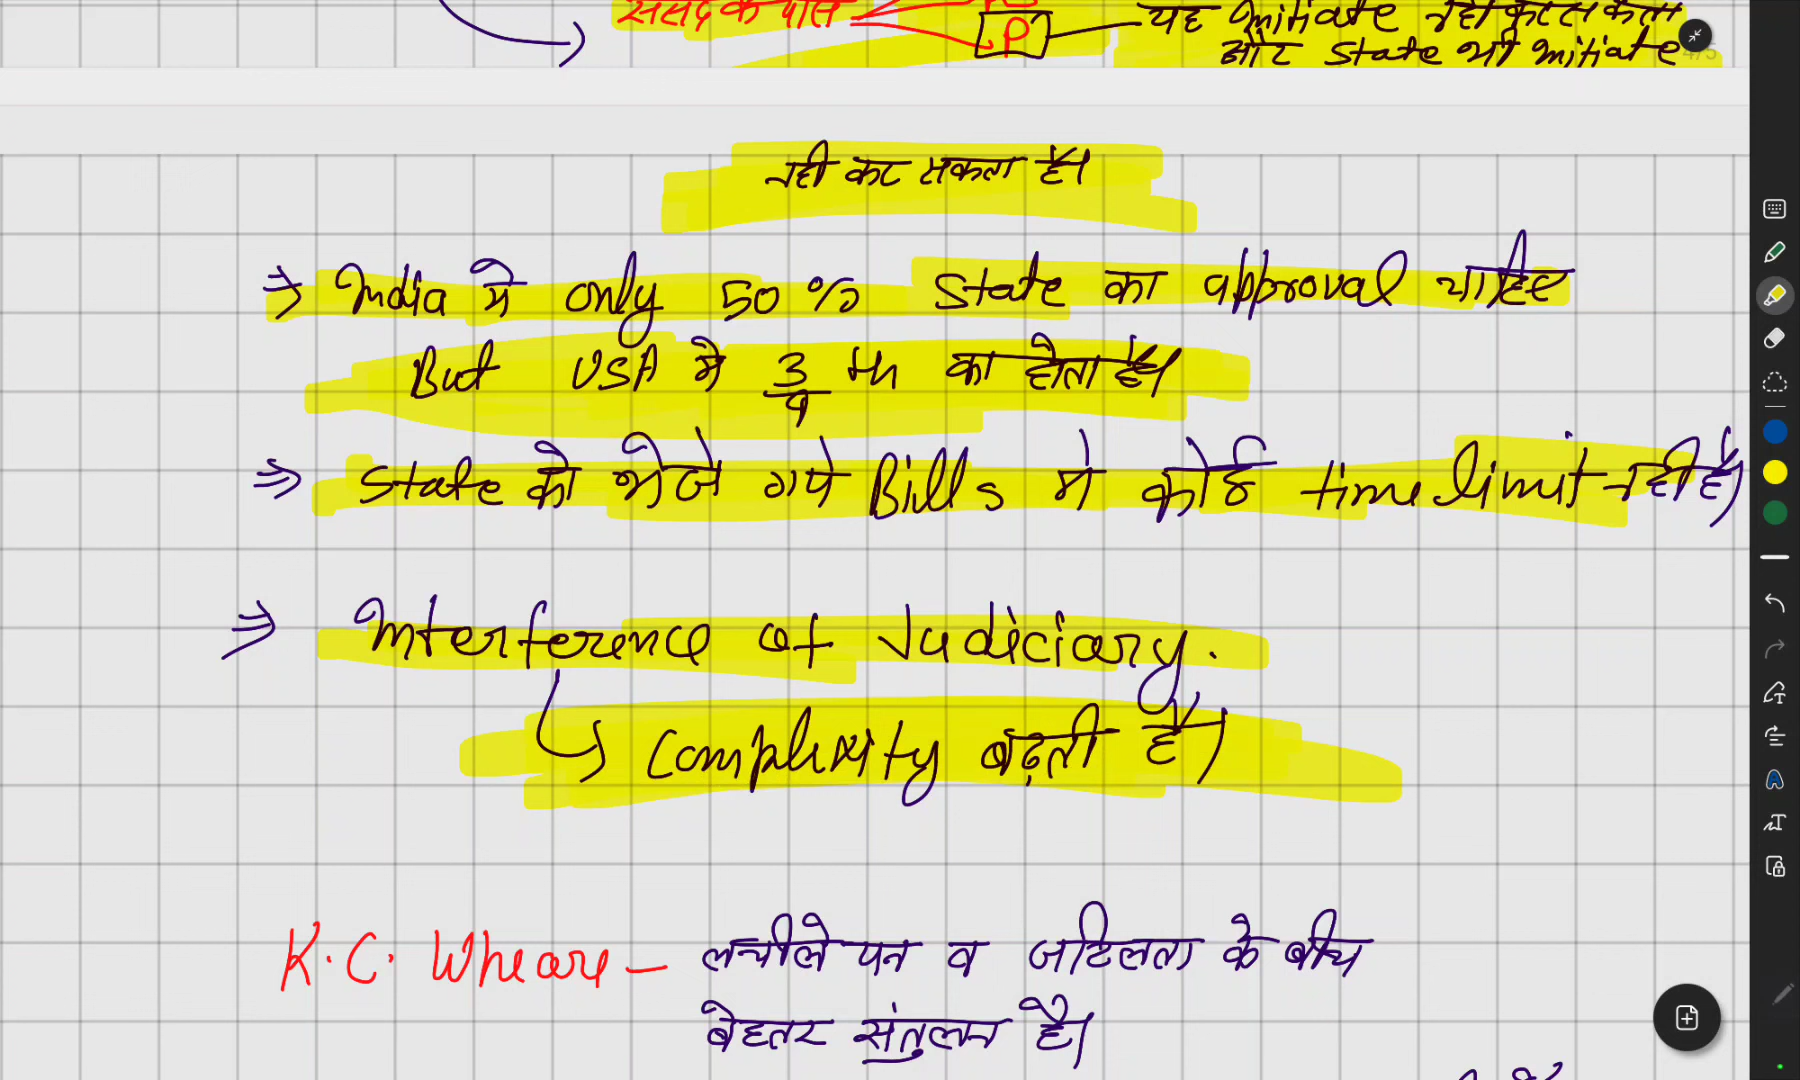 संसद के पास
P
यह initiate नही कर सकता
और state भी initiate
नही कर सकता है।
⇒ India मे only 50% state का approval चाहिए
But USA मे 3/4 th का होता है।
⇒ state को भेजे गये Bills मे कोई time limit नही है।
⇒ Interference of Judiciary.
↳ complexity बढ़ती है।
K.C. Wheare – लचीले पन व जटिलता के बीच
बेहतर संतुलन है।